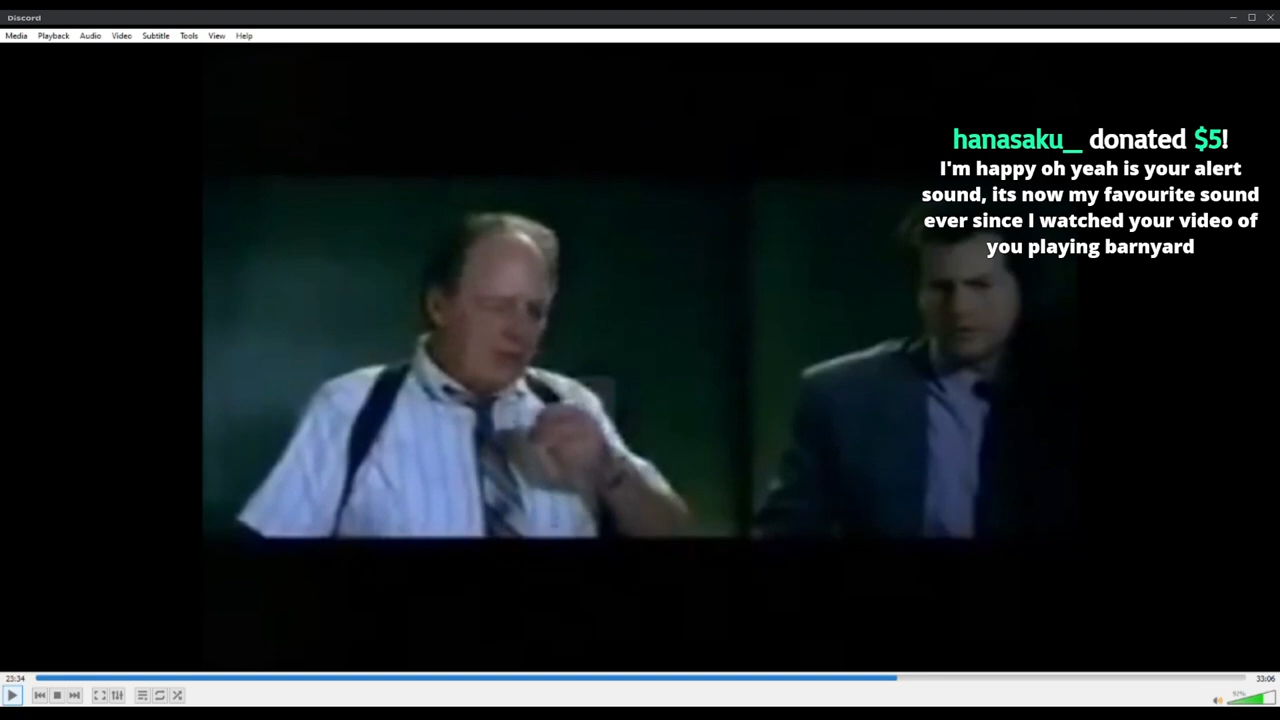 Discord
Media Playback Audio Video Subtitle Tools View Help
hanasaku_ donated $5!
I'm happy oh yeah is your alert
sound, its now my favourite sound
ever since I watched your video of
you playing barnyard
23:34
33:06
92%